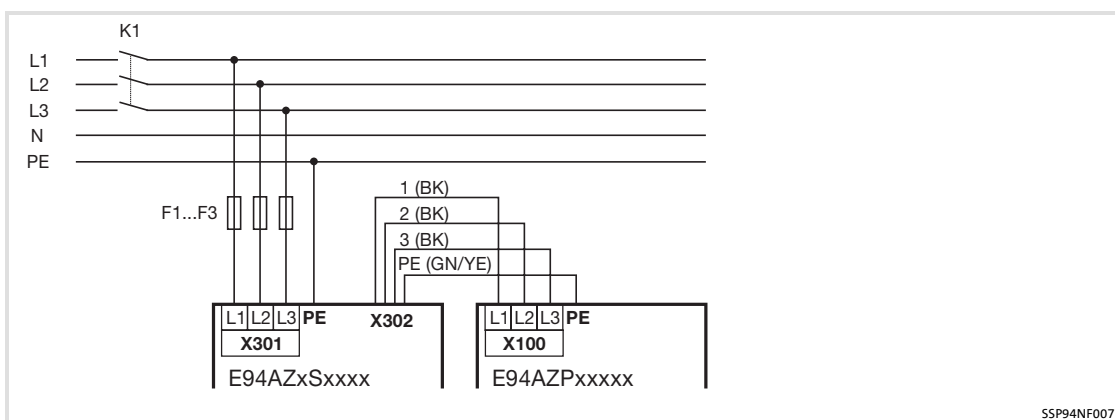 K1
L1
L2
L3
N
PE
F1...F3
1 (BK)
2 (BK)
3 (BK)
PE (GN/YE)
L1 L2 L3 PE
X301
X302
E94AZxSxxxx
L1 L2 L3 PE
X100
E94AZPxxxxx
SSP94NF007